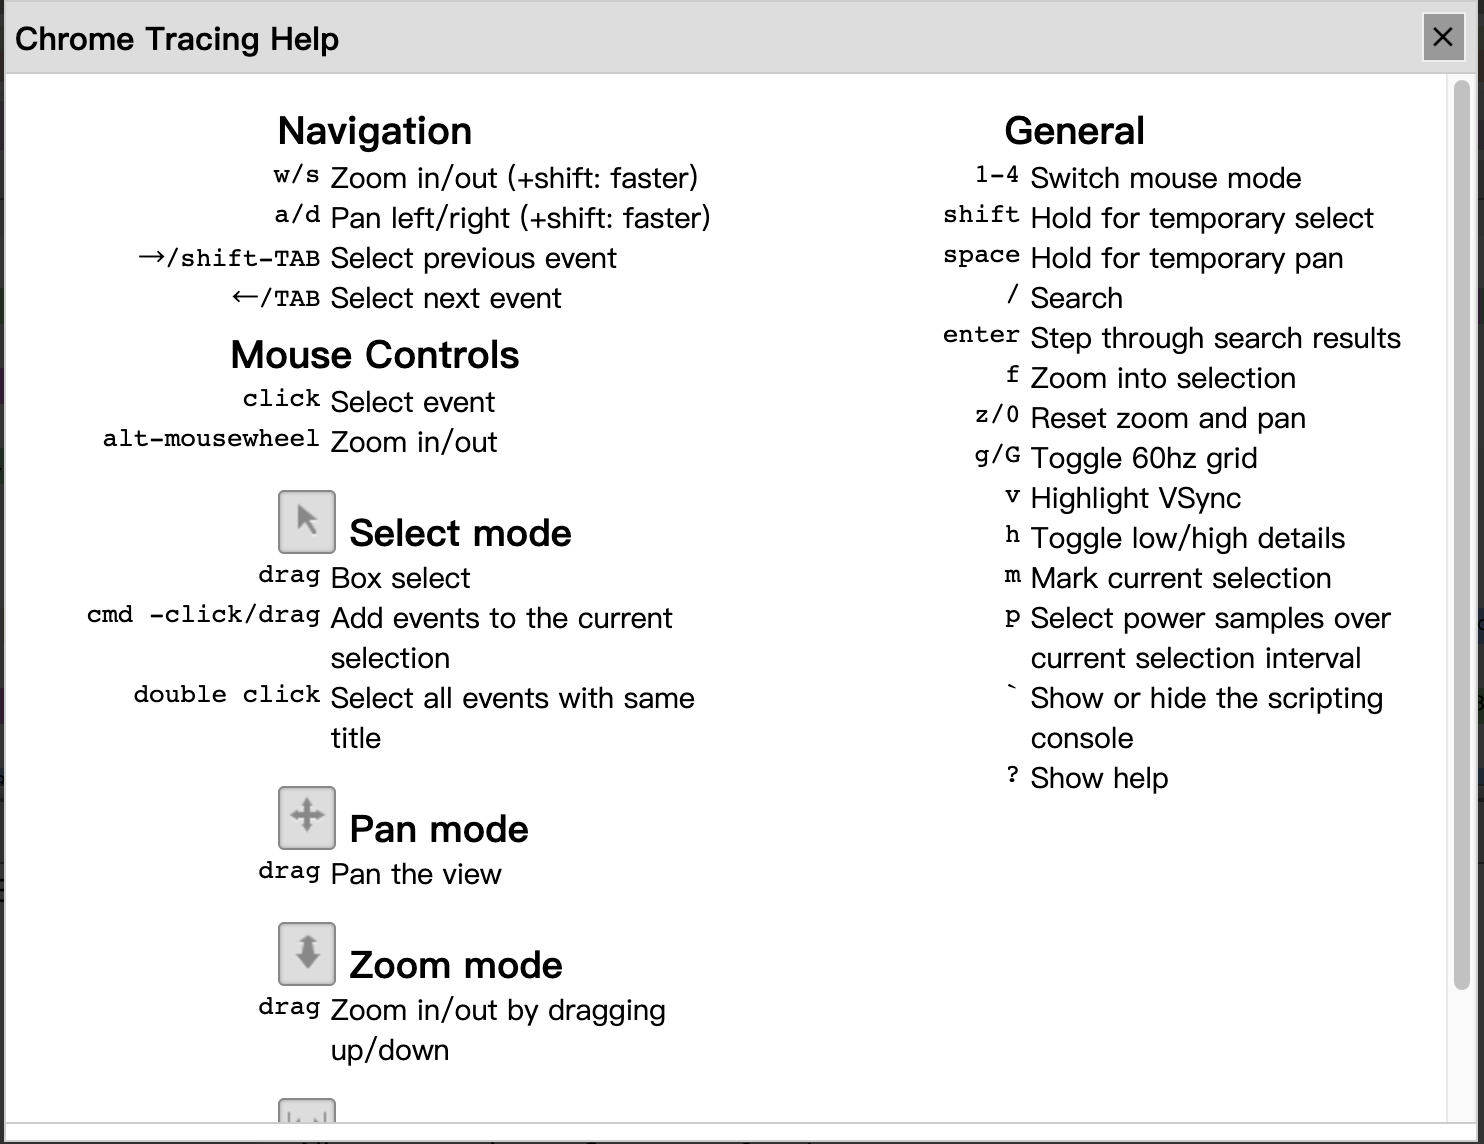 Chrome Tracing Help
Navigation
w/s Zoom in/out (+shift: faster)
a/d Pan left/right (+shift: faster)
→/shift-TAB Select previous event
←/TAB Select next event
Mouse Controls
click Select event
alt-mousewheel Zoom in/out
Select mode
drag Box select
cmd -click/drag Add events to the current
selection
double click Select all events with same
title
Pan mode
drag Pan the view
Zoom mode
drag Zoom in/out by dragging
up/down
General
1-4 Switch mouse mode
shift Hold for temporary select
space Hold for temporary pan
/ Search
enter Step through search results
f Zoom into selection
z/0 Reset zoom and pan
g/G Toggle 60hz grid
v Highlight VSync
h Toggle low/high details
m Mark current selection
p Select power samples over
current selection interval
` Show or hide the scripting
console
? Show help